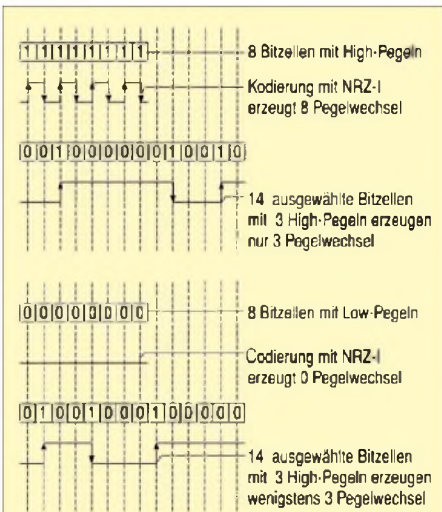 1 1 1 1 1 1 1 1 8 Bitzellen mit High-Pegeln
Kodierung mit NRZ-I
erzeugt 8 Pegelwechsel
0 0 1 0 0 0 0 0 0 1 0 0 1 0
14 ausgewählte Bitzellen
mit 3 High-Pegeln erzeugen
nur 3 Pegelwechsel
0 0 0 0 0 0 0 0 8 Bitzellen mit Low-Pegeln
Codierung mit NRZ-I
erzeugt 0 Pegelwechsel
0 1 0 0 1 0 0 0 1 0 0 0 0 0
14 ausgewählte Bitzellen
mit 3 High-Pegeln erzeugen
wenigstens 3 Pegelwechsel